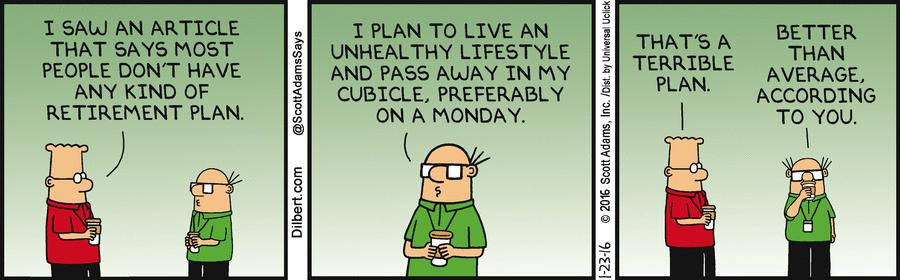 I SAW AN ARTICLE
THAT SAYS MOST
PEOPLE DON'T HAVE
ANY KIND OF
RETIREMENT PLAN.
Dilbert.com @ScottAdamsSays
I PLAN TO LIVE AN
UNHEALTHY LIFESTYLE
AND PASS AWAY IN MY
CUBICLE, PREFERABLY
ON A MONDAY.
1-23-16 © 2016 Scott Adams, Inc. /Dist. by Universal Uclick
THAT'S A
TERRIBLE
PLAN.
BETTER
THAN
AVERAGE,
ACCORDING
TO YOU.